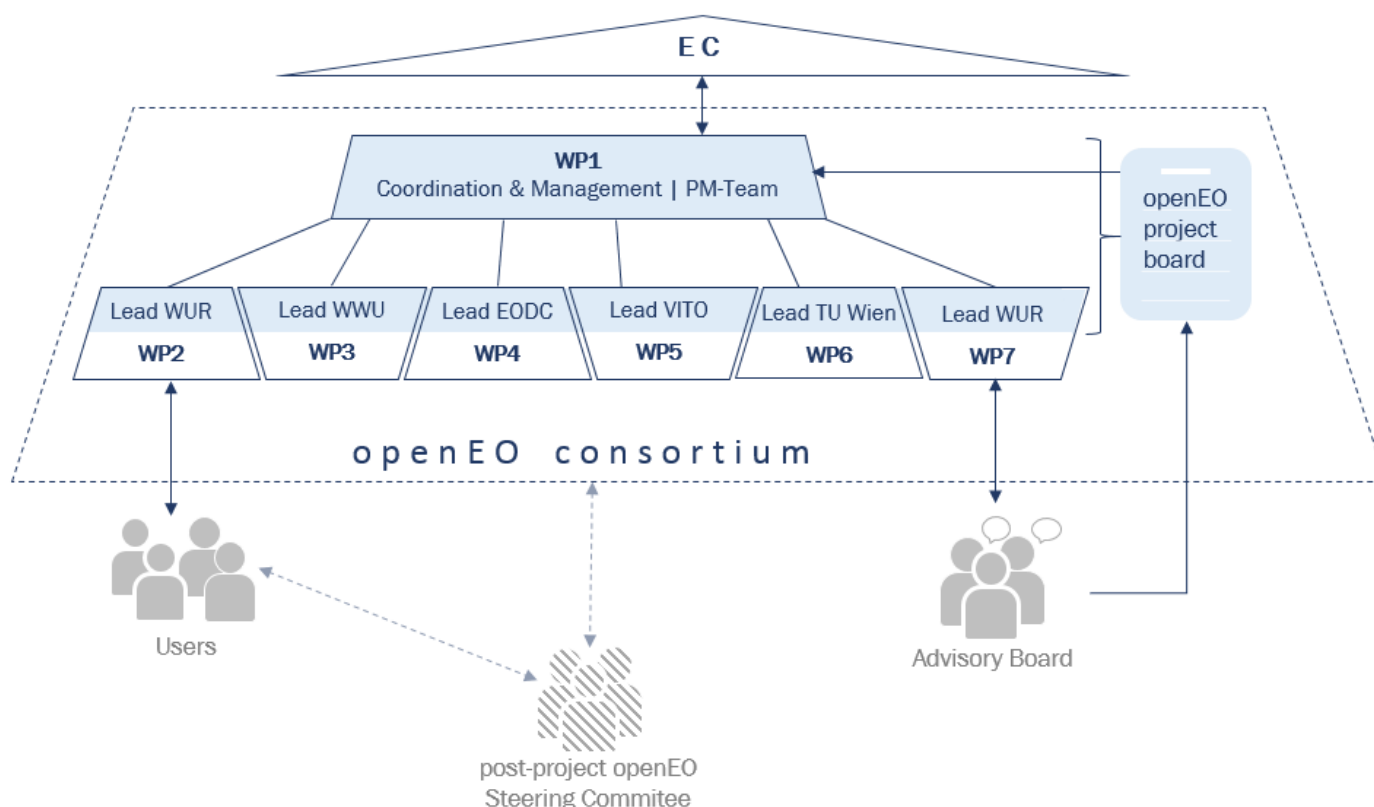 EC
WP1
Coordination & Management | PM-Team
openEO
project
board
Lead WUR
Lead WWU
Lead EODC
Lead VITO
Lead TU Wien
Lead WUR
WP2
WP3
WP4
WP5
WP6
WP7
openEO consortium
Users
Advisory Board
post-project openEO
Steering Commitee